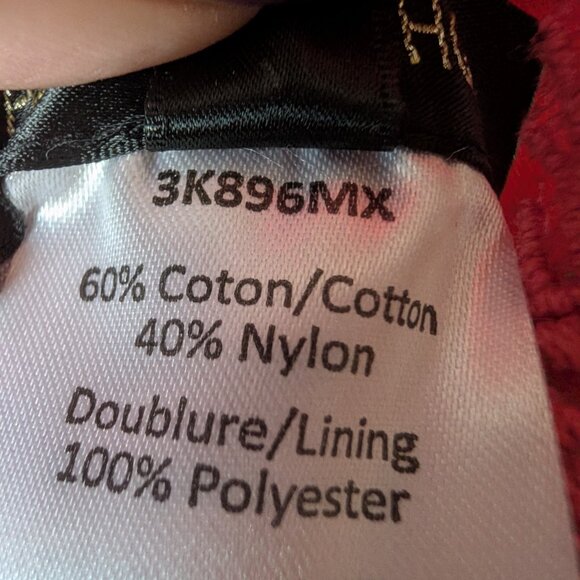 3K896MX
60% Coton/Cotton
40% Nylon
Doublure/Lining
100% Polyester